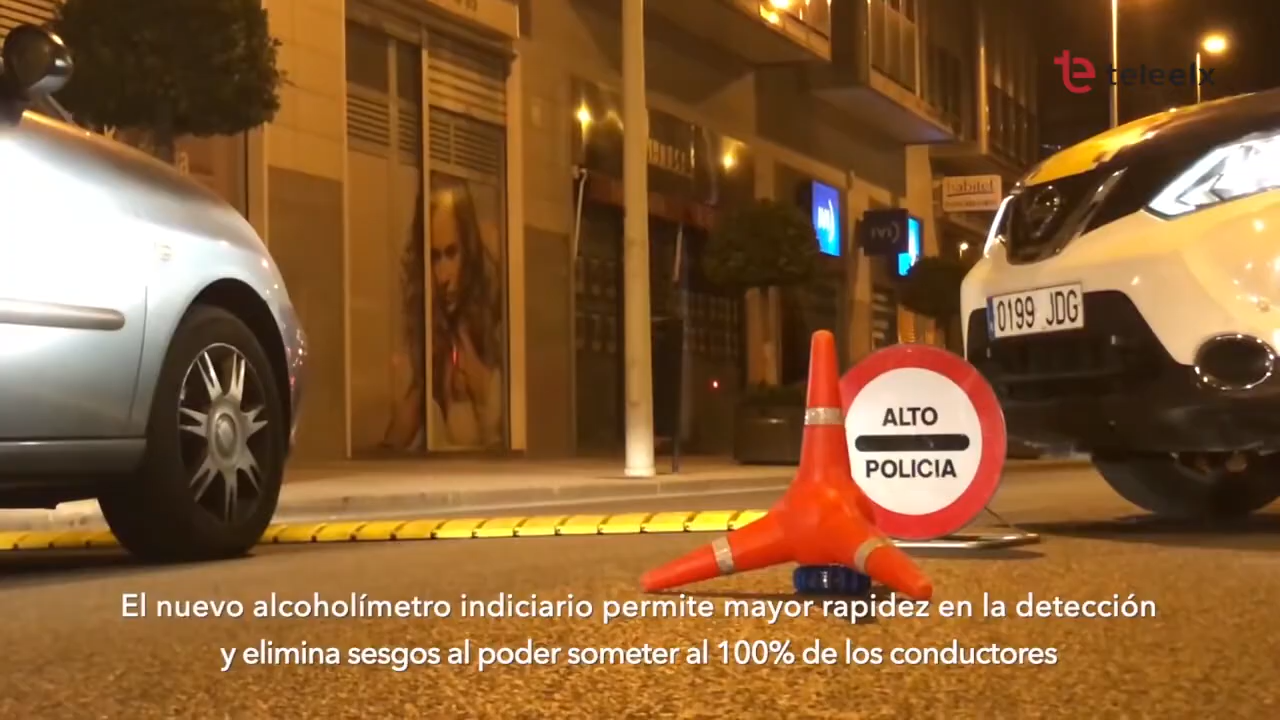 teleelx
habitel
0199 JDG
ALTO
POLICIA
El nuevo alcoholímetro indiciario permite mayor rapidez en la detección
y elimina sesgos al poder someter al 100% de los conductores